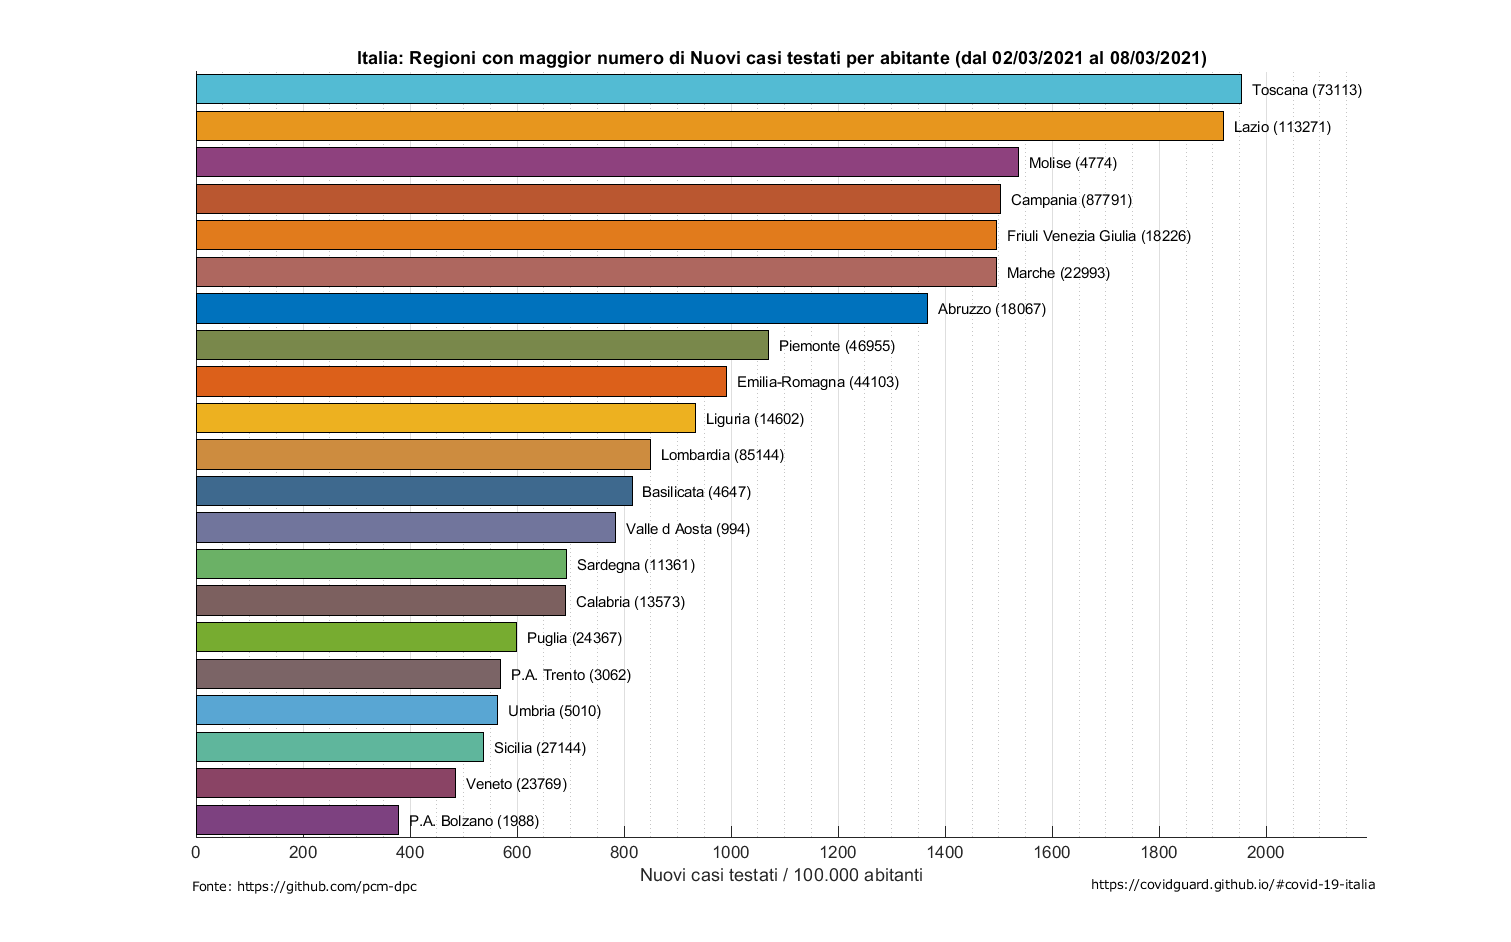 Italia: Regioni con maggior numero di Nuovi casi testati per abitante (dal 02/03/2021 al 08/03/2021)
Toscana (73113)
Lazio (113271)
Molise (4774)
Campania (87791)
Friuli Venezia Giulia (18226)
Marche (22993)
Abruzzo (18067)
Piemonte (46955)
Emilia-Romagna (44103)
Liguria (14602)
Lombardia (85144)
Basilicata (4647)
Valle d Aosta (994)
Sardegna (11361)
Calabria (13573)
Puglia (24367)
P.A. Trento (3062)
Umbria (5010)
Sicilia (27144)
Veneto (23769)
P.A. Bolzano (1988)
0 200 400 600 800 1000 1200 1400 1600 1800 2000
Nuovi casi testati / 100.000 abitanti
Fonte: https://github.com/pcm-dpc
https://covidguard.github.io/#covid-19-italia